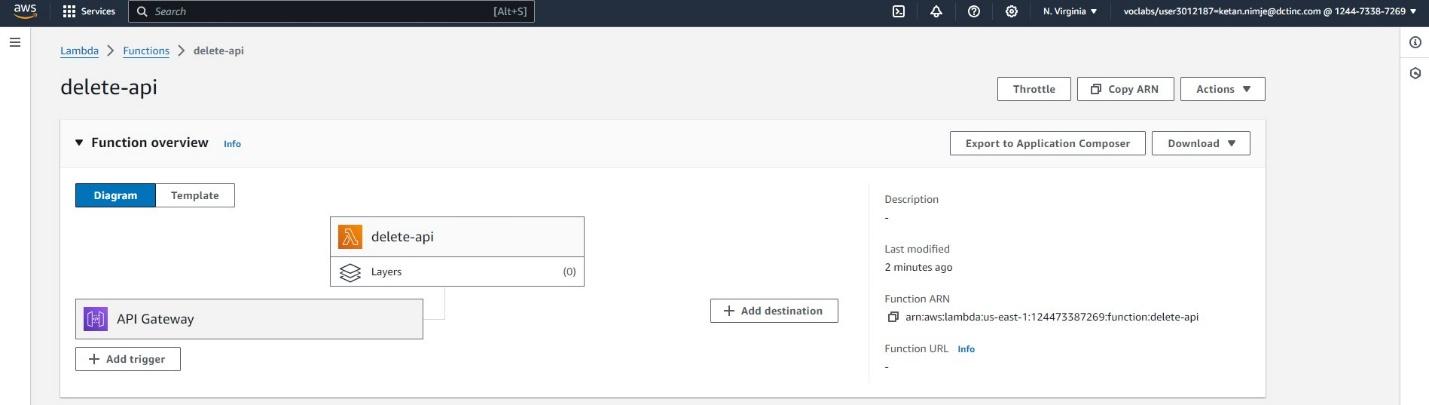 aws Services Search [Alt+S] N. Virginia voclabs/user3012187=ketan.nimje@dctinc.com @ 1244-7338-7269
Lambda > Functions > delete-api
delete-api
Throttle Copy ARN Actions
Function overview Info Export to Application Composer Download
Diagram Template
Description
-
delete-api
Layers (0)
Last modified
2 minutes ago
API Gateway
+ Add destination
+ Add trigger
Function ARN
arn:aws:lambda:us-east-1:124473387269:function:delete-api
Function URL Info
-